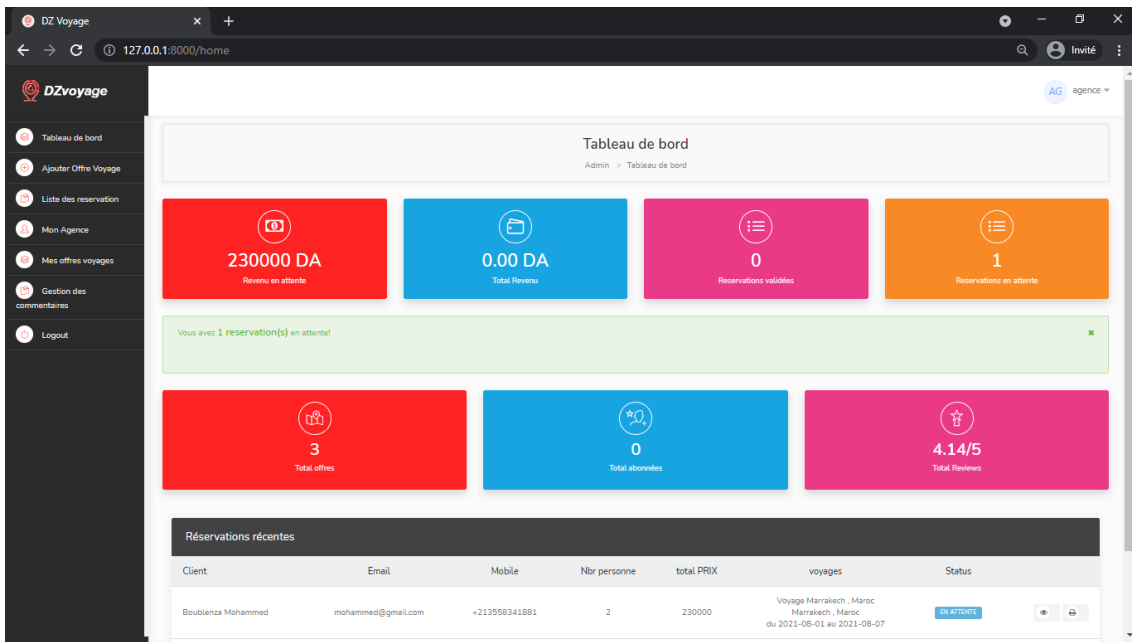 DZ Voyage
127.0.0.1:8000/home
Invité
DZvoyage
AG agence
Tableau de bord
Ajouter Offre Voyage
Liste des reservation
Mon Agence
Mes offres voyages
Gestion des
commentaires
Logout
Tableau de bord
Admin » Tableau de bord
230000 DA
Revenu en attente
0.00 DA
Total Revenu
0
Reservations validées
1
Reservations en attente
Vous avez 1 reservation(s) en attente!
3
Total offres
0
Total abonnées
4.14/5
Total Reviews
Réservations récentes
Client Email Mobile Nbr personne total PRIX voyages Status
Boublenza Mohammed mohammed@gmail.com +213558341881 2 230000 Voyage Marrakech , Maroc EN ATTENTE
Marrakech , Maroc
du 2021-08-01 au 2021-08-07